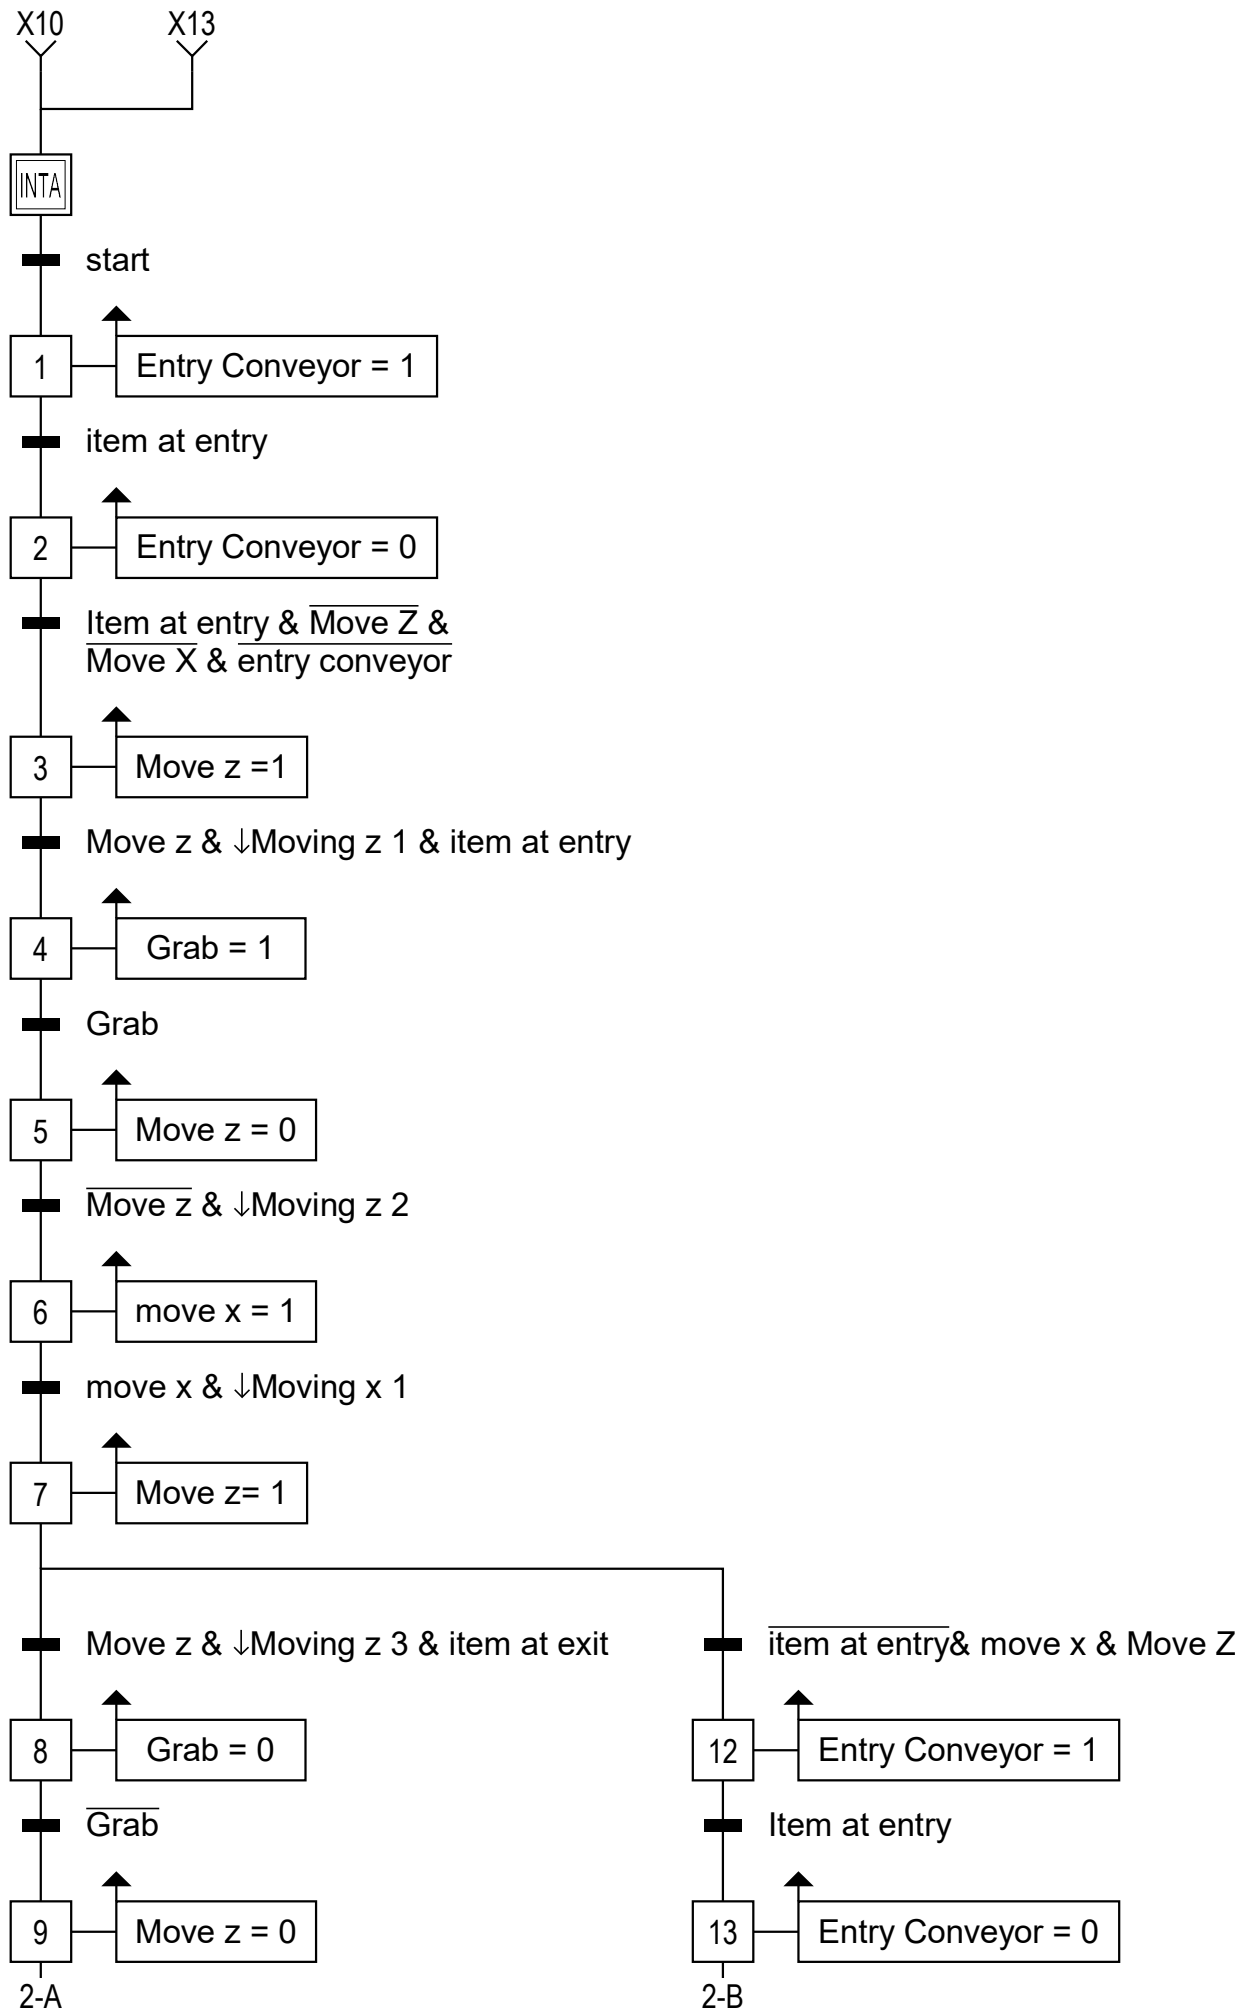 X10 X13
INTA
start
1 Entry Conveyor = 1
item at entry
2 Entry Conveyor = 0
Item at entry & Move Z &
Move X & entry conveyor
3 Move z =1
Move z & ↓Moving z 1 & item at entry
4 Grab = 1
Grab
5 Move z = 0
Move z & ↓Moving z 2
6 move x = 1
move x & ↓Moving x 1
7 Move z= 1
Move z & ↓Moving z 3 & item at exit
item at entry& move x & Move Z
8 Grab = 0
12 Entry Conveyor = 1
Grab
Item at entry
9 Move z = 0
13 Entry Conveyor = 0
2-A
2-B